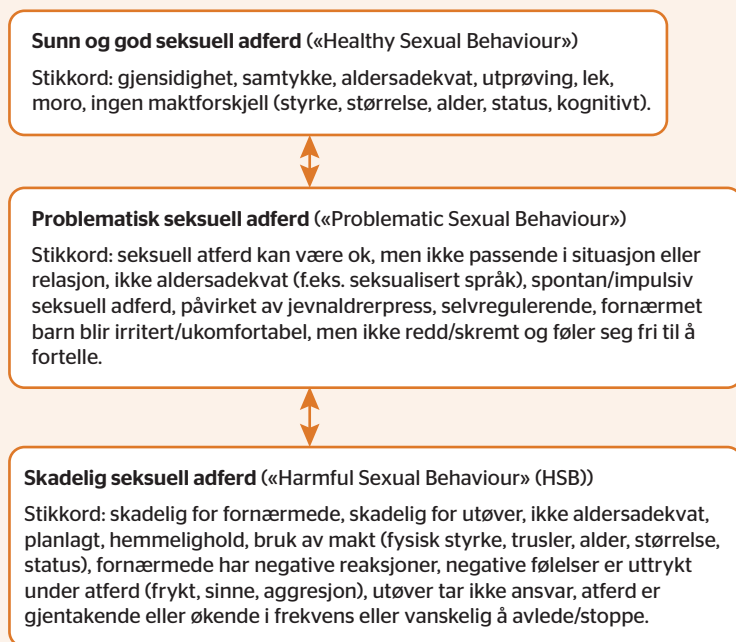 Sunn og god seksuell adferd («Healthy Sexual Behaviour»)
Stikkord: gjensidighet, samtykke, aldersadekvat, utprøving, lek,
moro, ingen maktforskjell (styrke, størrelse, alder, status, kognitivt).
Problematisk seksuell adferd («Problematic Sexual Behaviour»)
Stikkord: seksuell atferd kan være ok, men ikke passende i situasjon eller
relasjon, ikke aldersadekvat (f.eks. seksualisert språk), spontan/impulsiv
seksuell adferd, påvirket av jevnaldrerpress, selvregulerende, fornærmet
barn blir irritert/ukomfortabel, men ikke redd/skremt og føler seg fri til å
fortelle.
Skadelig seksuell adferd («Harmful Sexual Behaviour» (HSB))
Stikkord: skadelig for fornærmede, skadelig for utøver, ikke aldersadekvat,
planlagt, hemmelighold, bruk av makt (fysisk styrke, trusler, alder, størrelse,
status), fornærmede har negative reaksjoner, negative følelser er uttrykt
under atferd (frykt, sinne, aggresjon), utøver tar ikke ansvar, atferd er
gjentakende eller økende i frekvens eller vanskelig å avlede/stoppe.